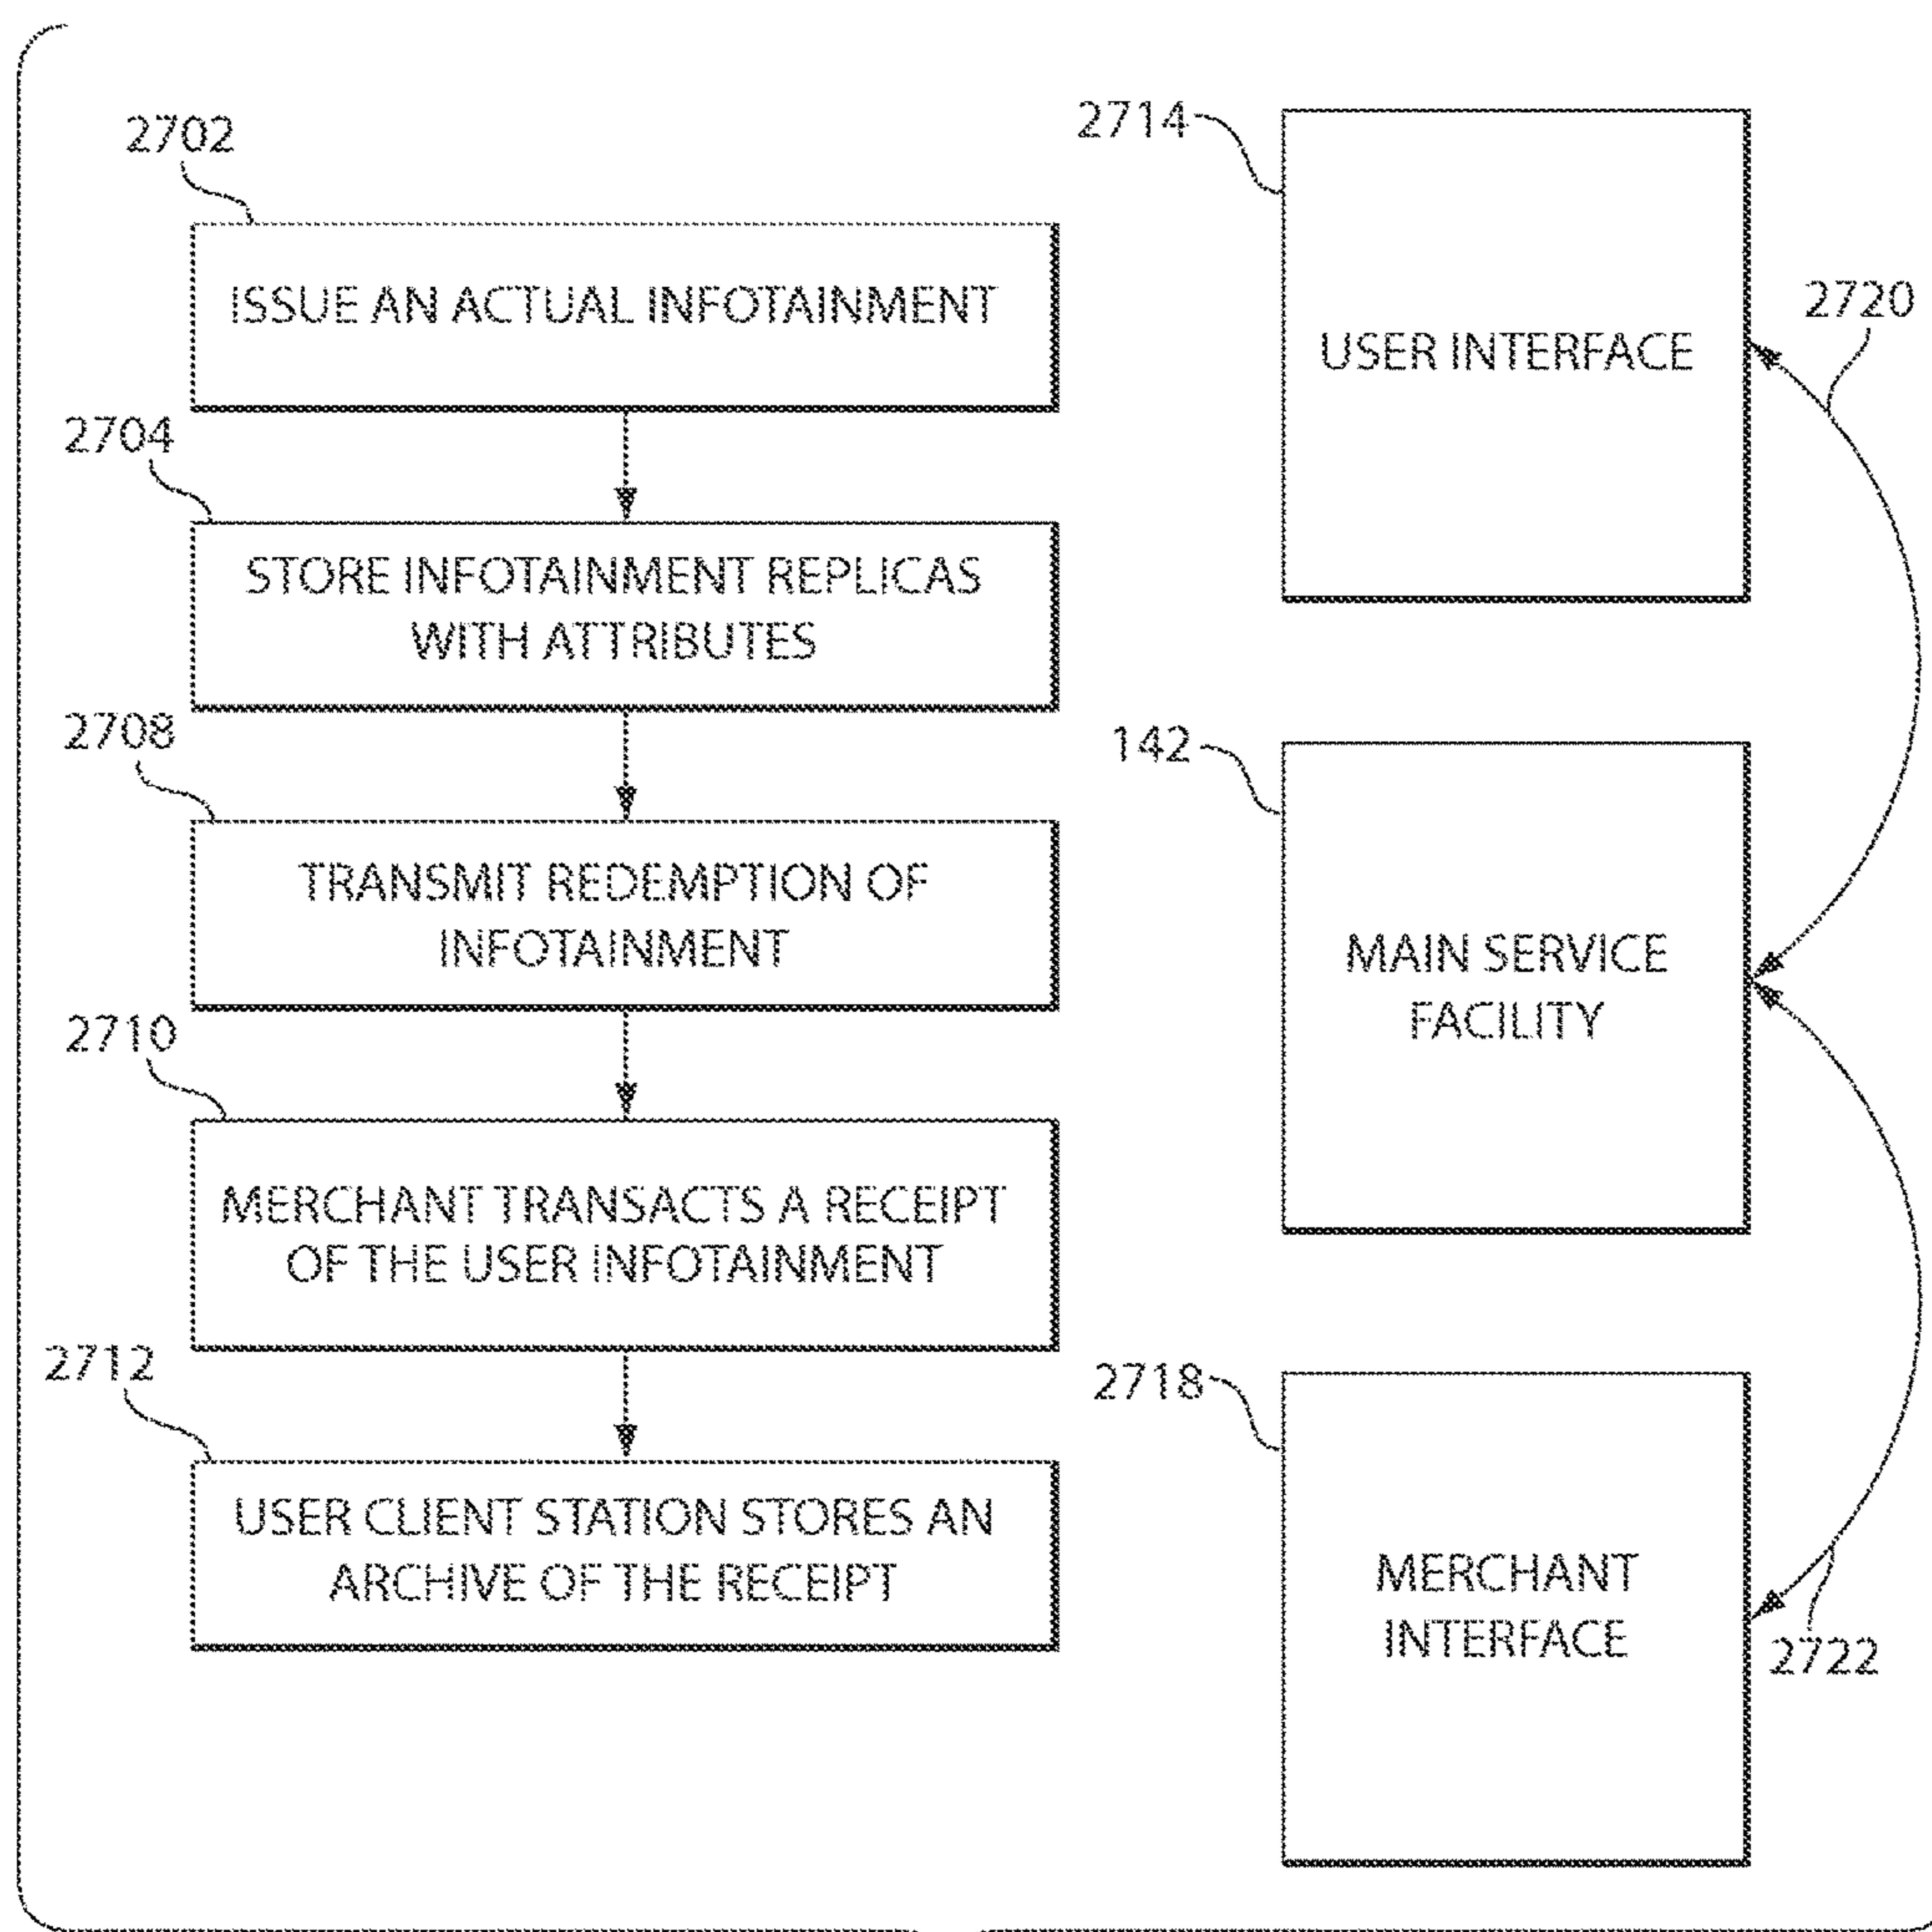 2702
ISSUE AN ACTUAL INFOTAINMENT
2704
STORE INFOTAINMENT REPLICAS
WITH ATTRIBUTES
2708
TRANSMIT REDEMPTION OF
INFOTAINMENT
2710
MERCHANT TRANSACTS A RECEIPT
OF THE USER INFOTAINMENT
2712
USER CLIENT STATION STORES AN
ARCHIVE OF THE RECEIPT
2714
USER INTERFACE
2720
142
MAIN SERVICE
FACILITY
2718
MERCHANT
INTERFACE
2722